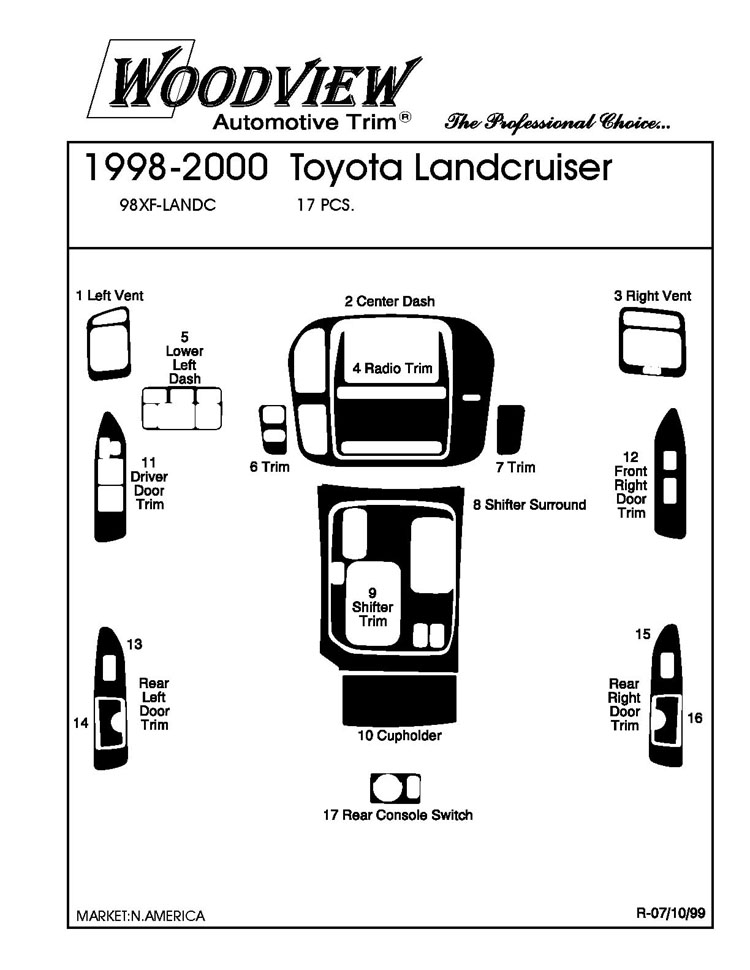 WOODVIEW
Automotive Trim®
The Professional Choice...
1998-2000 Toyota Landcruiser
98XF-LANDC 17 PCS.
1 Left Vent
2 Center Dash
3 Right Vent
5
Lower
Left
Dash
4 Radio Trim
6 Trim
7 Trim
11
Driver
Door
Trim
12
Front
Right
Door
Trim
8 Shifter Surround
9
Shifter
Trim
13
Rear
Left
Door
Trim
14
15
Rear
Right
Door
Trim
16
10 Cupholder
17 Rear Console Switch
MARKET:N.AMERICA
R-07/10/99